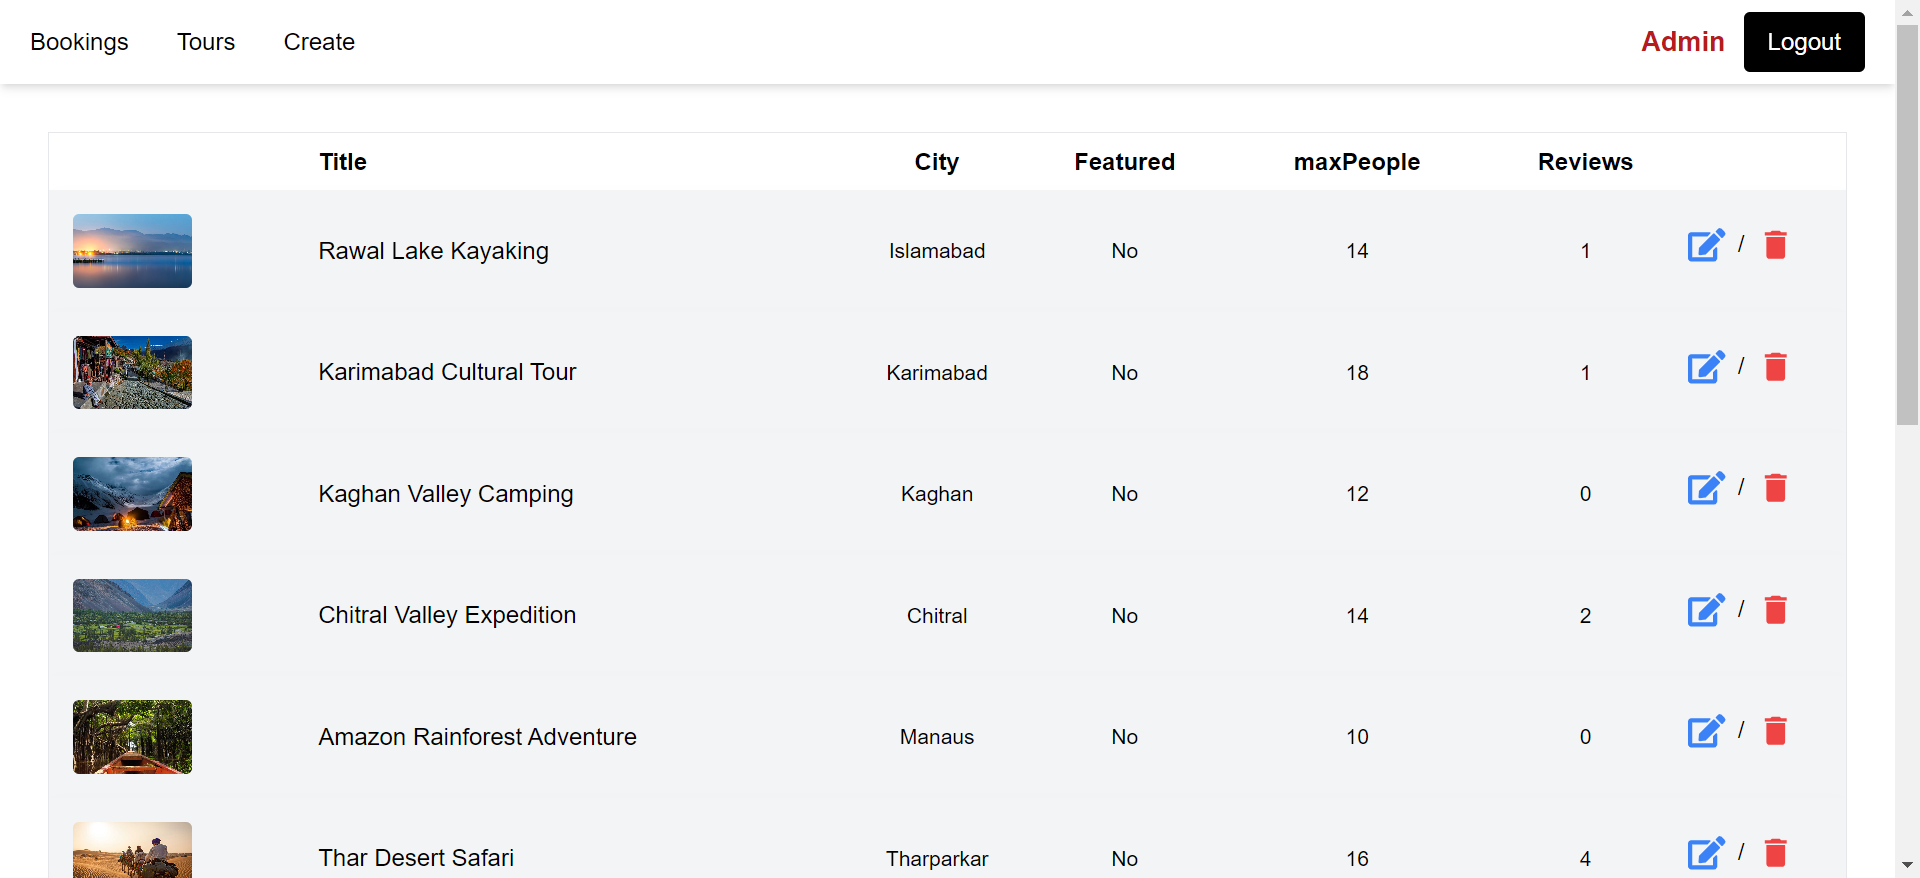 Bookings Tours Create Admin Logout
Title City Featured maxPeople Reviews
Rawal Lake Kayaking Islamabad No 14 1 /
Karimabad Cultural Tour Karimabad No 18 1 /
Kaghan Valley Camping Kaghan No 12 0 /
Chitral Valley Expedition Chitral No 14 2 /
Amazon Rainforest Adventure Manaus No 10 0 /
Thar Desert Safari Tharparkar No 16 4 /